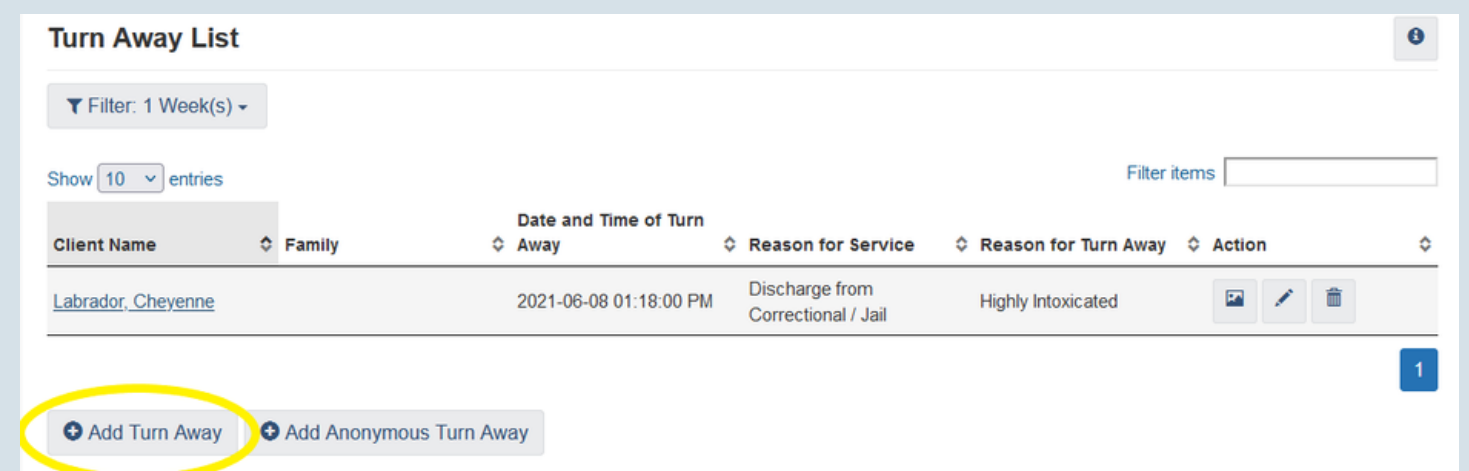 Turn Away List
Filter: 1 Week(s)
Show 10 entries
Filter items
Client Name Family Date and Time of Turn Away Reason for Service Reason for Turn Away Action
Labrador, Cheyenne 2021-06-08 01:18:00 PM Discharge from Correctional / Jail Highly Intoxicated
1
Add Turn Away Add Anonymous Turn Away